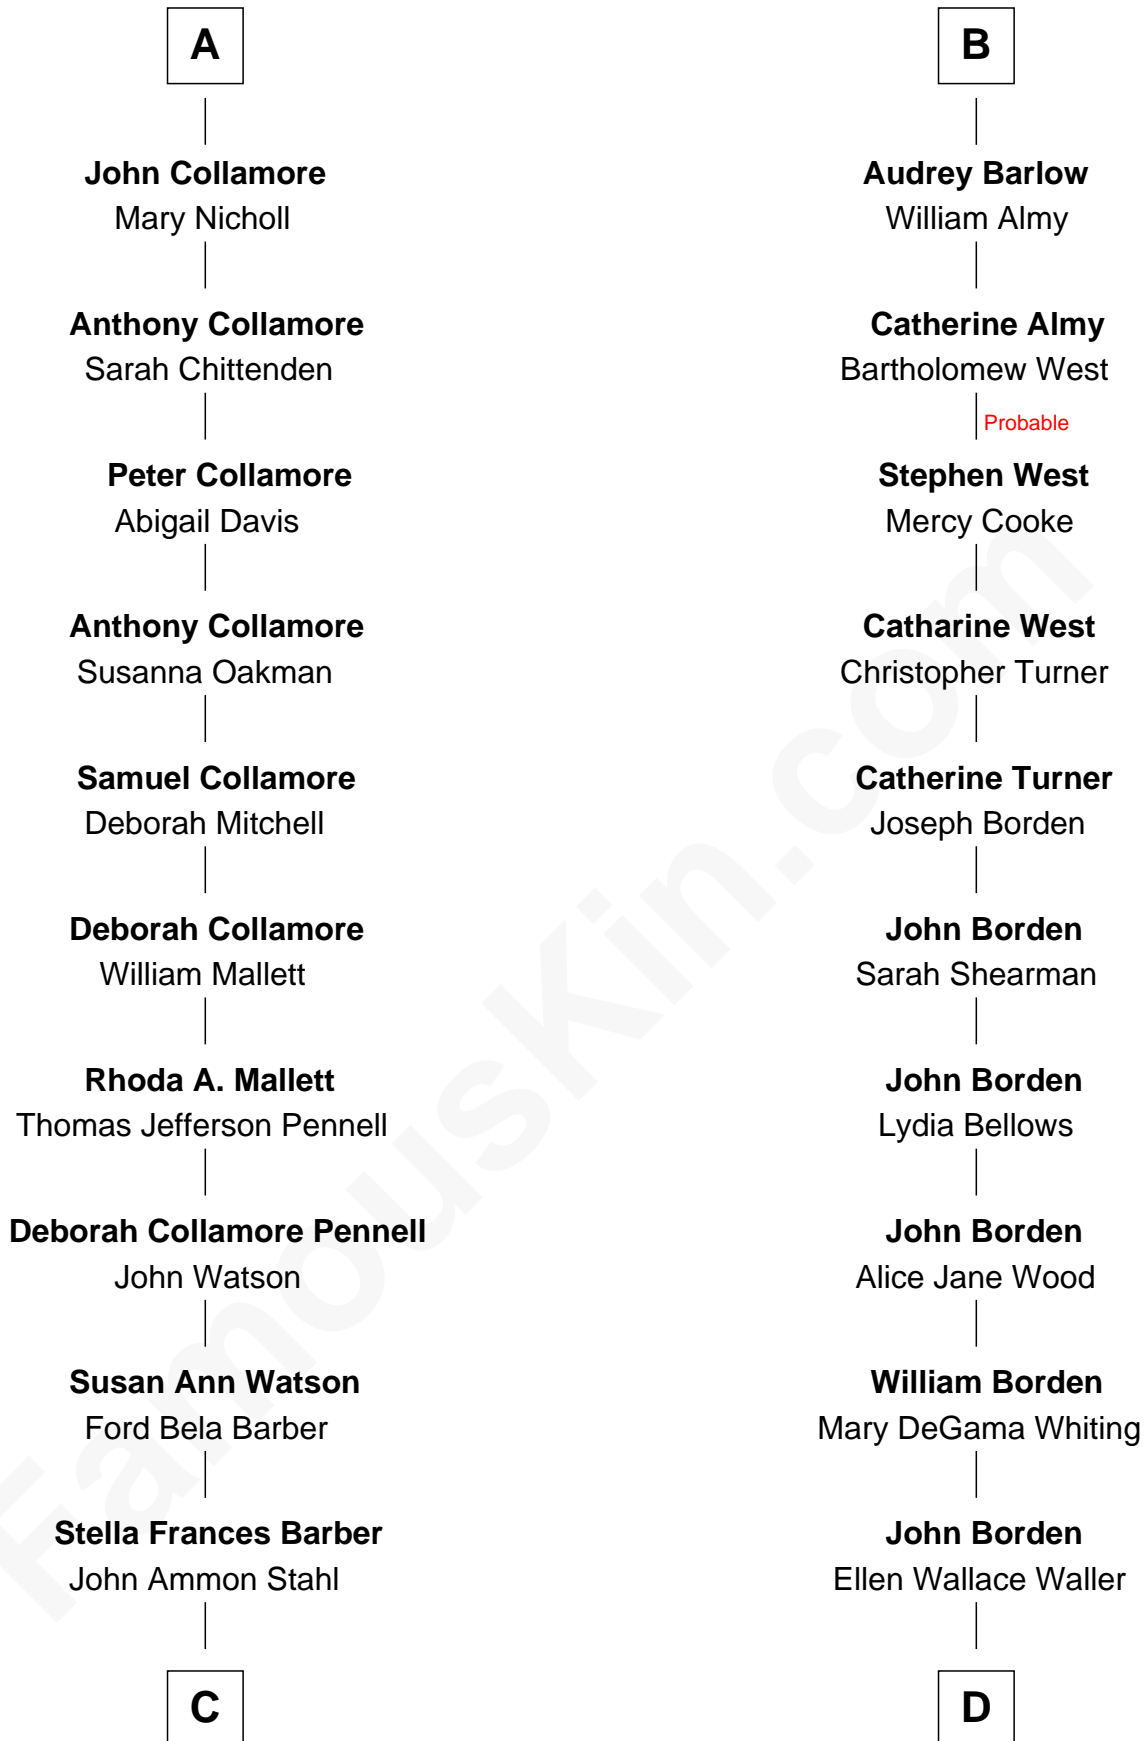 A
John Collamore
Mary Nicholl
Anthony Collamore
Sarah Chittenden
Peter Collamore
Abigail Davis
Anthony Collamore
Susanna Oakman
Samuel Collamore
Deborah Mitchell
Deborah Collamore
William Mallett
Rhoda A. Mallett
Thomas Jefferson Pennell
Deborah Collamore Pennell
John Watson
Susan Ann Watson
Ford Bela Barber
Stella Frances Barber
John Ammon Stahl
C
B
Audrey Barlow
William Almy
Catherine Almy
Bartholomew West
Probable
Stephen West
Mercy Cooke
Catharine West
Christopher Turner
Catherine Turner
Joseph Borden
John Borden
Sarah Shearman
John Borden
Lydia Bellows
John Borden
Alice Jane Wood
William Borden
Mary DeGama Whiting
John Borden
Ellen Wallace Waller
D
FamousKin.com